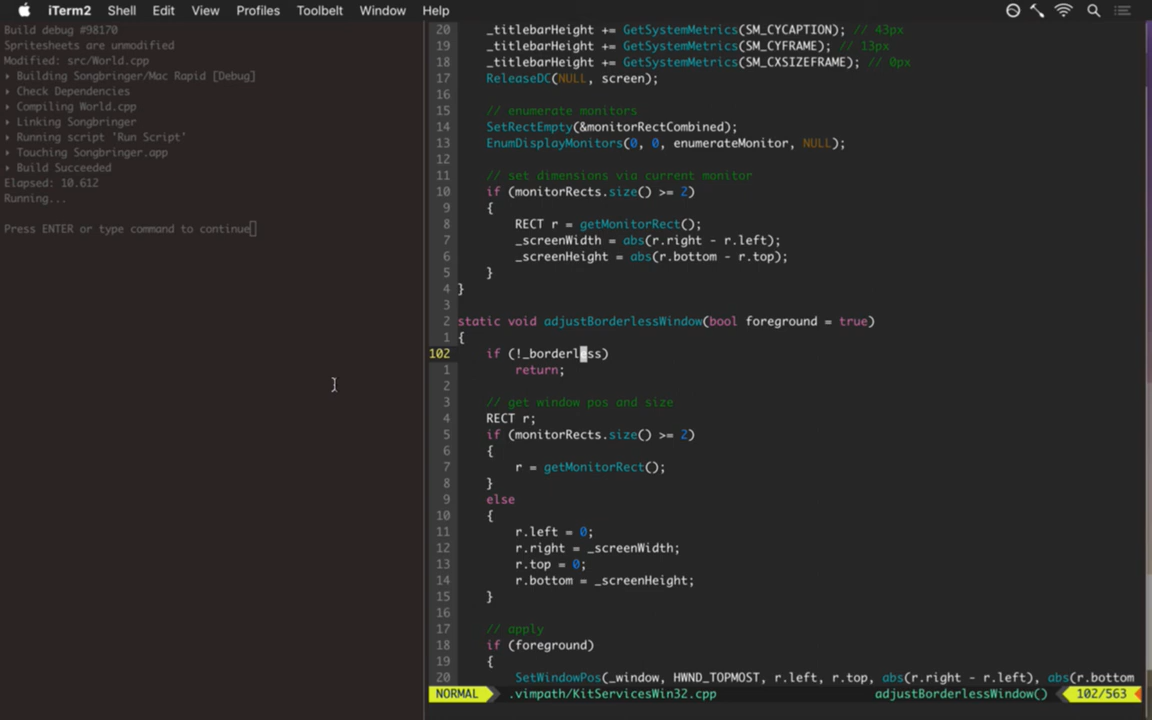 iTerm2 Shell Edit View Profiles Toolbelt Window Help
Build debug #98170
Spritesheets are unmodified
Modified: src/World.cpp
▸ Building Songbringer/Mac Rapid [Debug]
▸ Check Dependencies
▸ Compiling World.cpp
▸ Linking Songbringer
▸ Running script 'Run Script'
▸ Touching Songbringer.app
▸ Build Succeeded
Elapsed: 10.612
Running...
Press ENTER or type command to continue
20 _titlebarHeight += GetSystemMetrics(SM_CYCAPTION); // 43px
19 _titlebarHeight += GetSystemMetrics(SM_CYFRAME); // 13px
18 _titlebarHeight += GetSystemMetrics(SM_CXSIZEFRAME); // 0px
17 ReleaseDC(NULL, screen);
16
15 // enumerate monitors
14 SetRectEmpty(&monitorRectCombined);
13 EnumDisplayMonitors(0, 0, enumerateMonitor, NULL);
12
11 // set dimensions via current monitor
10 if (monitorRects.size() >= 2)
9 {
8 RECT r = getMonitorRect();
7 _screenWidth = abs(r.right - r.left);
6 _screenHeight = abs(r.bottom - r.top);
5 }
4 }
3
2 static void adjustBorderlessWindow(bool foreground = true)
1 {
102 if (!_borderless)
1 return;
2
3 // get window pos and size
4 RECT r;
5 if (monitorRects.size() >= 2)
6 {
7 r = getMonitorRect();
8 }
9 else
10 {
11 r.left = 0;
12 r.right = _screenWidth;
13 r.top = 0;
14 r.bottom = _screenHeight;
15 }
16
17 // apply
18 if (foreground)
19 {
20 SetWindowPos(_window, HWND_TOPMOST, r.left, r.top, abs(r.right - r.left), abs(r.bottom
NORMAL .vimpath/KitServicesWin32.cpp adjustBorderlessWindow() 102/563